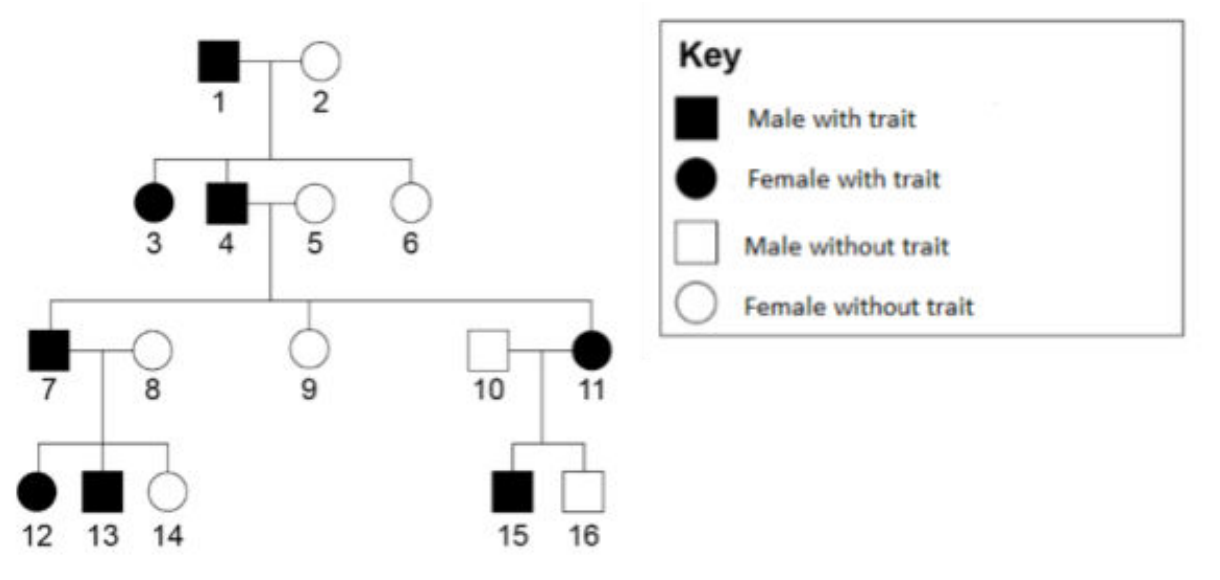 1 2
3 4 5 6
7 8 9 10 11
12 13 14 15 16
Key
Male with trait
Female with trait
Male without trait
Female without trait